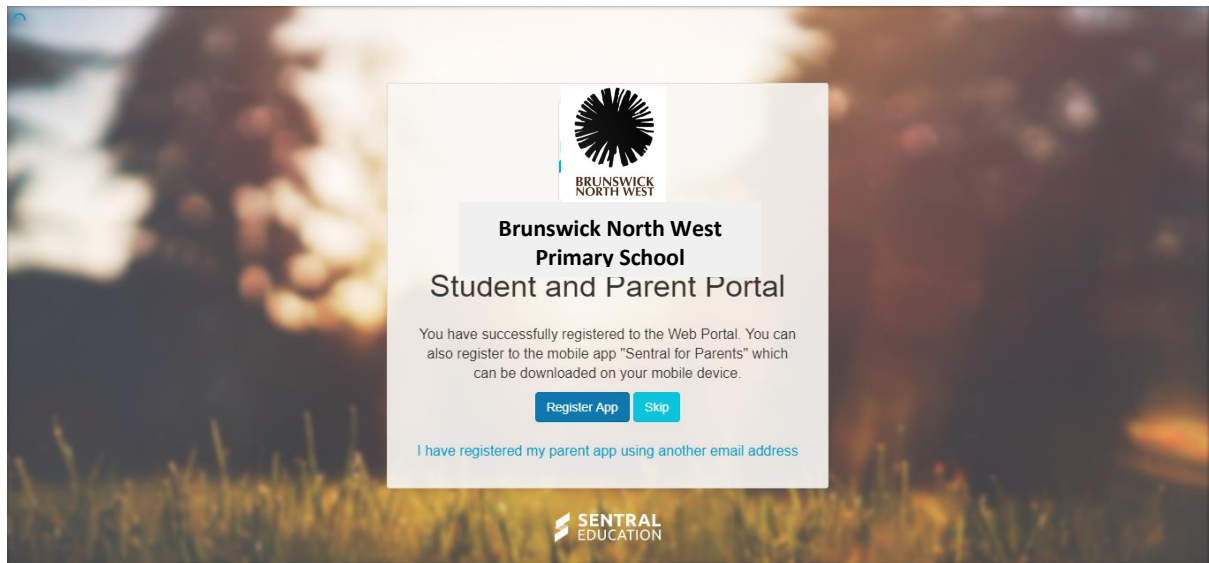 BRUNSWICK
NORTH WEST
Brunswick North West
Primary School
Student and Parent Portal
You have successfully registered to the Web Portal. You can
also register to the mobile app "Sentral for Parents" which
can be downloaded on your mobile device.
Register App Skip
I have registered my parent app using another email address
SENTRAL
EDUCATION